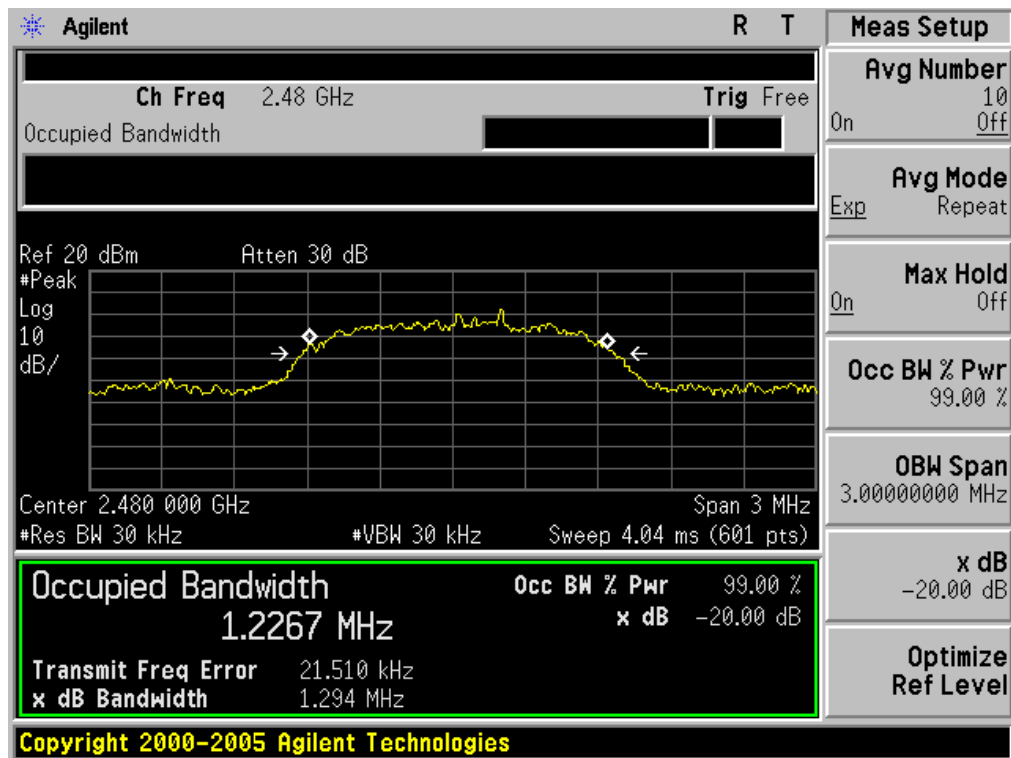 Agilent R T
Ch Freq 2.48 GHz Trig Free
Occupied Bandwidth
Ref 20 dBm Atten 30 dB
#Peak
Log
10
dB/
Center 2.480 000 GHz Span 3 MHz
#Res BW 30 kHz #VBW 30 kHz Sweep 4.04 ms (601 pts)
Occupied Bandwidth
1.2267 MHz
Occ BW % Pwr 99.00 %
x dB -20.00 dB
Transmit Freq Error 21.510 kHz
x dB Bandwidth 1.294 MHz
Copyright 2000-2005 Agilent Technologies
Meas Setup
Avg Number
10
On Off
Avg Mode
Exp Repeat
Max Hold
On Off
Occ BW % Pwr
99.00 %
OBW Span
3.00000000 MHz
x dB
-20.00 dB
Optimize
Ref Level